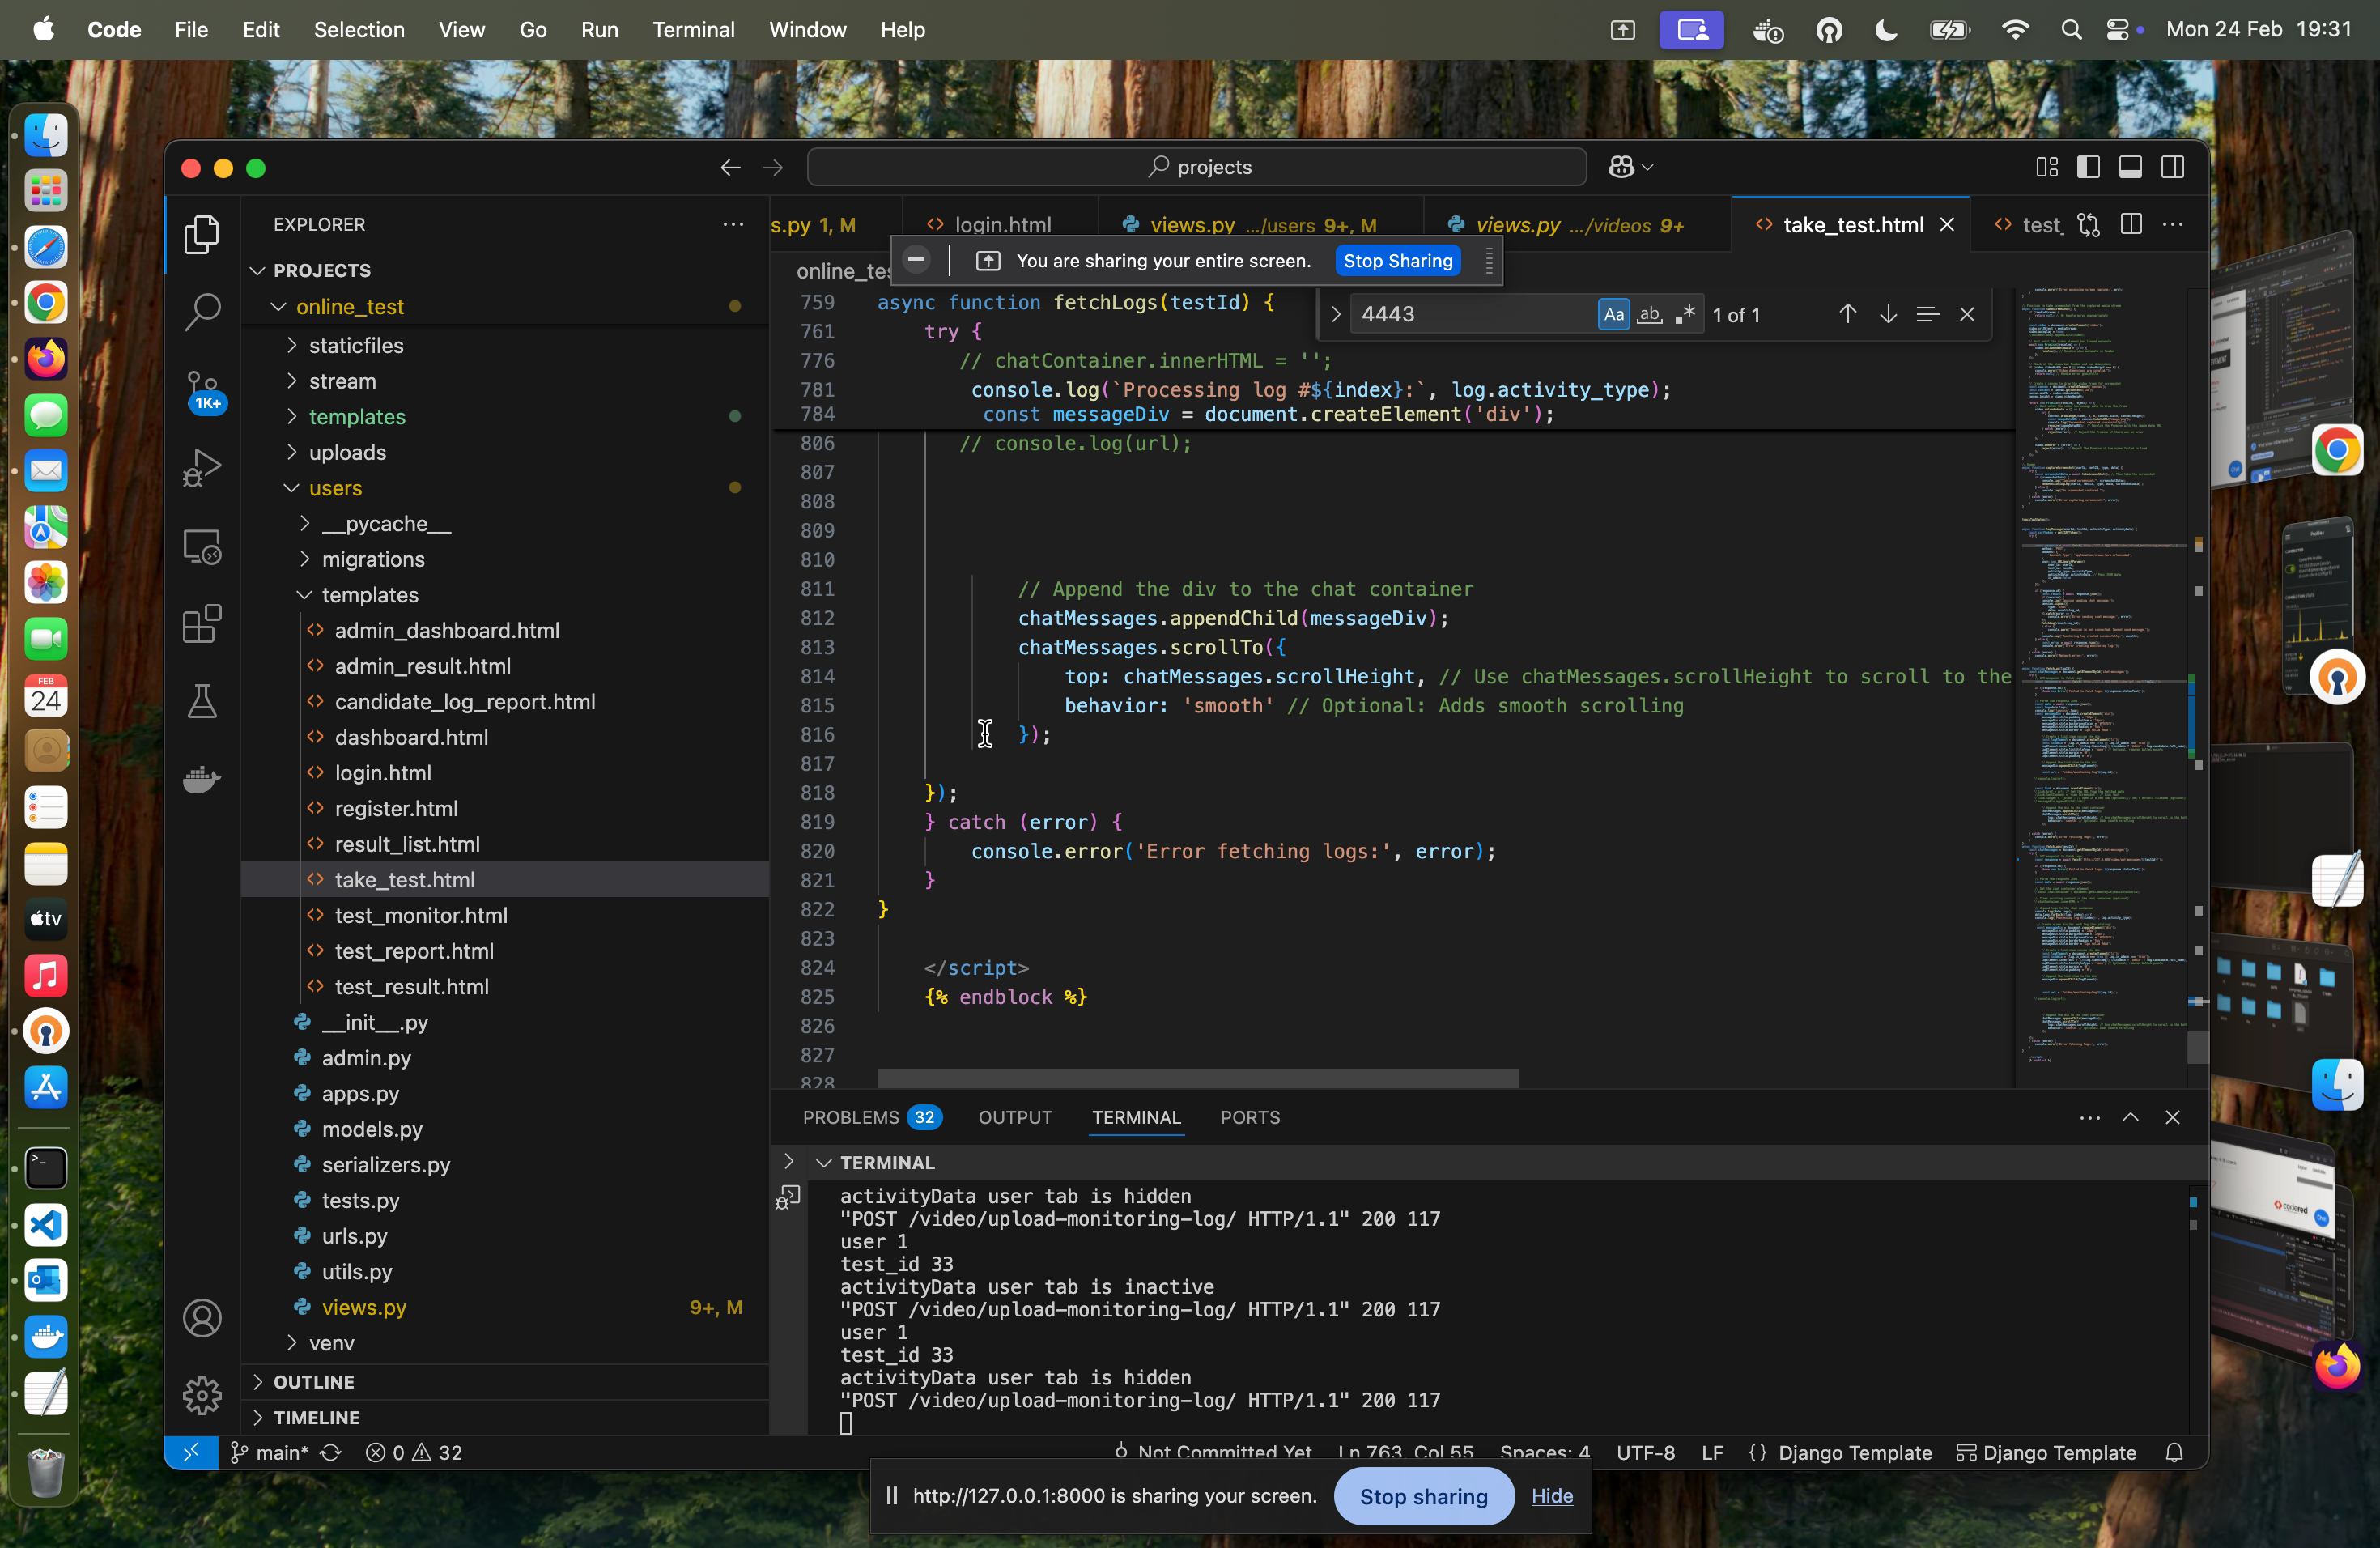 Code File Edit Selection View Go Run Terminal Window Help Mon 24 Feb 19:31
projects
EXPLORER
s.py 1, M login.html views.py .../users 9+, M views.py .../videos 9+ take_test.html test_
You are sharing your entire screen. Stop Sharing
PROJECTS
online_test
staticfiles
stream
templates
uploads
users
__pycache__
migrations
templates
admin_dashboard.html
admin_result.html
candidate_log_report.html
dashboard.html
login.html
register.html
result_list.html
take_test.html
test_monitor.html
test_report.html
test_result.html
__init__.py
admin.py
apps.py
models.py
serializers.py
tests.py
urls.py
utils.py
views.py 9+, M
venv
OUTLINE
TIMELINE
1K+
FEB
24
tv
online_te
4443 Aa ab 1 of 1
759 async function fetchLogs(testId) {
761 try {
776 // chatContainer.innerHTML = '';
781 console.log(`Processing log #${index}:`, log.activity_type);
784 const messageDiv = document.createElement('div');
806 // console.log(url);
807
808
809
810
811 // Append the div to the chat container
812 chatMessages.appendChild(messageDiv);
813 chatMessages.scrollTo({
814 top: chatMessages.scrollHeight, // Use chatMessages.scrollHeight to scroll to the
815 behavior: 'smooth' // Optional: Adds smooth scrolling
816 });
817
818 });
819 } catch (error) {
820 console.error('Error fetching logs:', error);
821 }
822 }
823
824 </script>
825 {% endblock %}
826
827
828
PROBLEMS 32 OUTPUT TERMINAL PORTS
TERMINAL
activityData user tab is hidden
"POST /video/upload-monitoring-log/ HTTP/1.1" 200 117
user 1
test_id 33
activityData user tab is inactive
"POST /video/upload-monitoring-log/ HTTP/1.1" 200 117
user 1
test_id 33
activityData user tab is hidden
"POST /video/upload-monitoring-log/ HTTP/1.1" 200 117
main* 0 32 Not Committed Yet Ln 763, Col 55 Spaces: 4 UTF-8 LF {} Django Template Django Template
http://127.0.0.1:8000 is sharing your screen. Stop sharing Hide